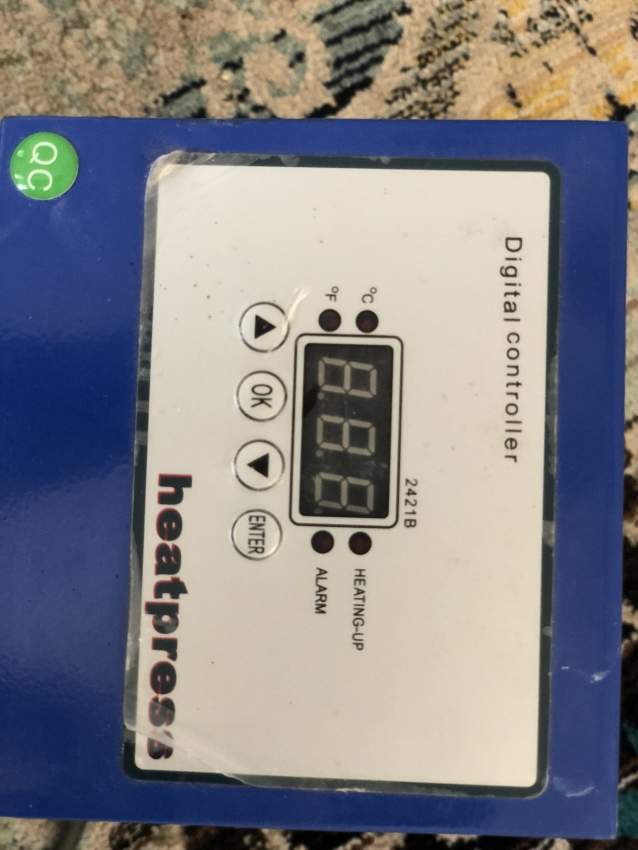 Digital controller
2421B
°C
°F
HEATING-UP
ALARM
OK
ENTER
heatpress
QC